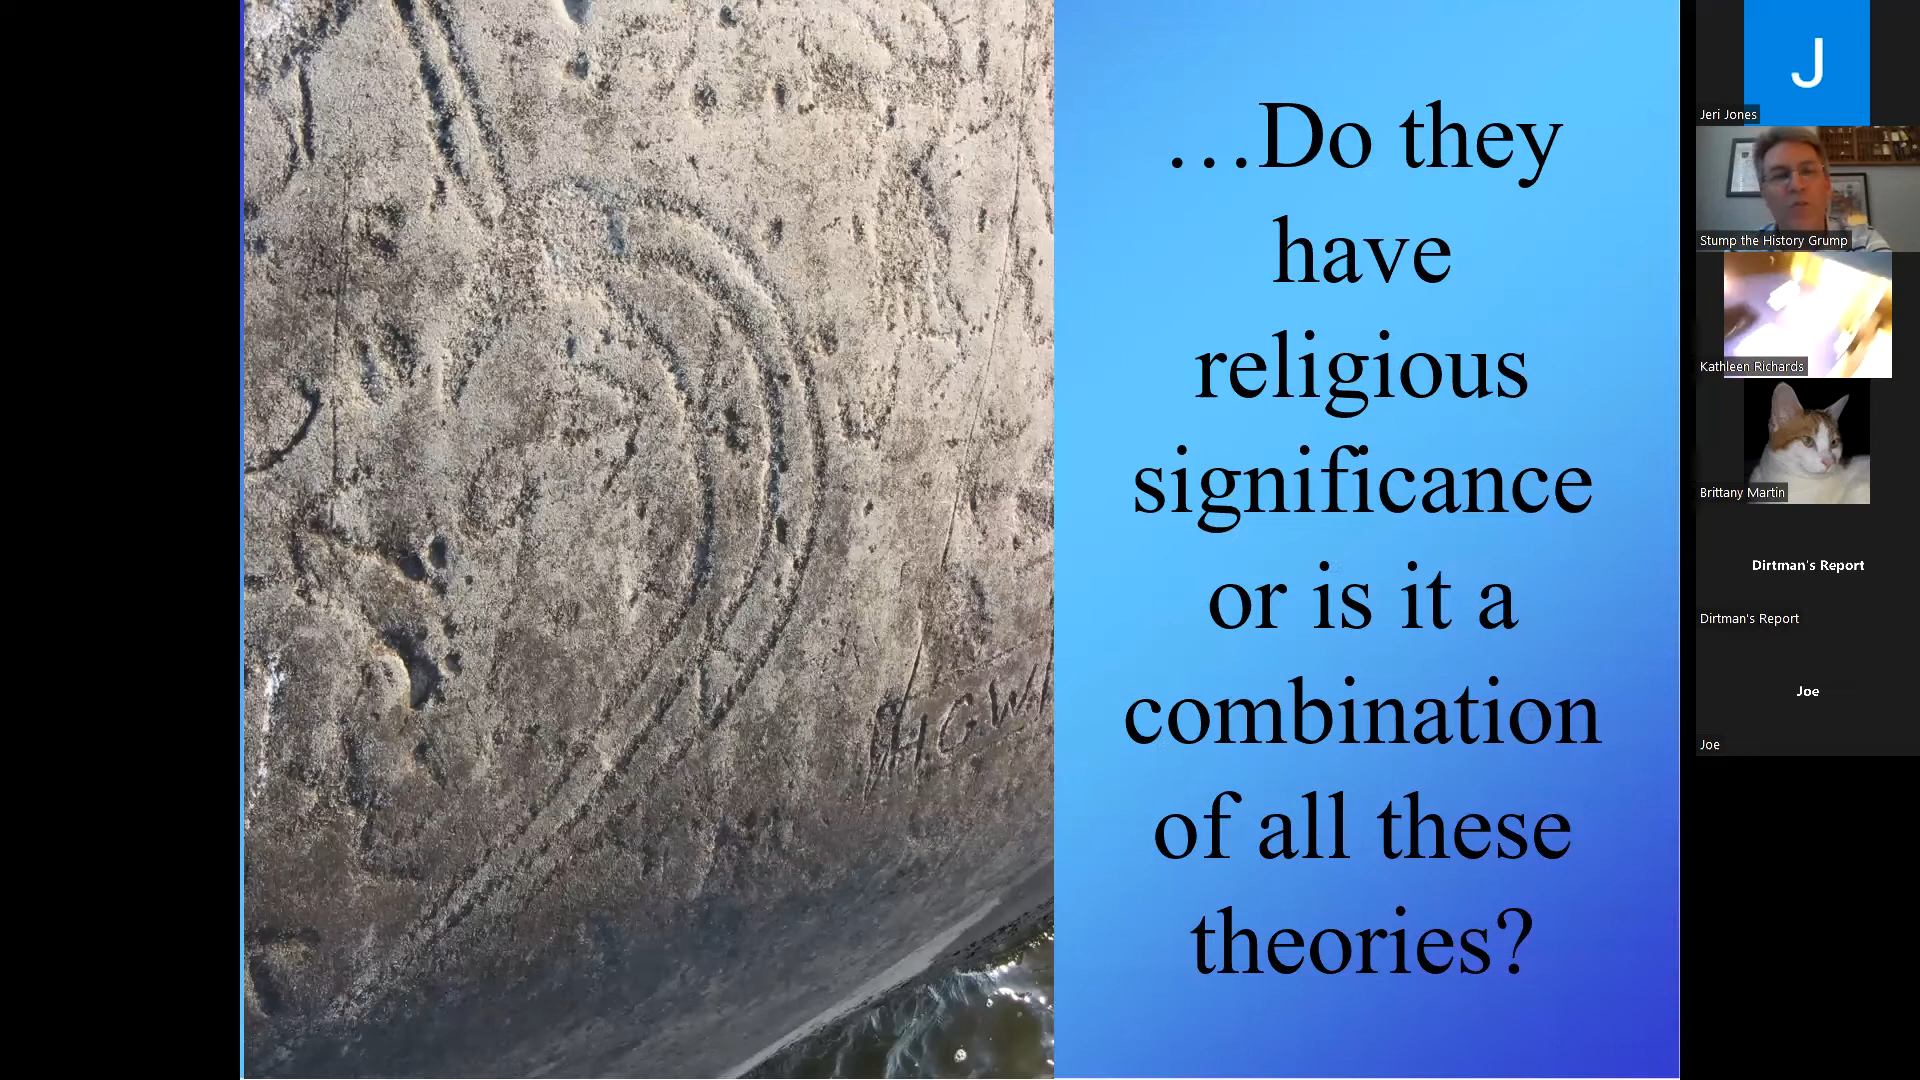 …Do they
have
religious
significance
or is it a
combination
of all these
theories?
HGW
J
Jeri Jones
Stump the History Grump
Kathleen Richards
Brittany Martin
Dirtman's Report
Dirtman's Report
Joe
Joe